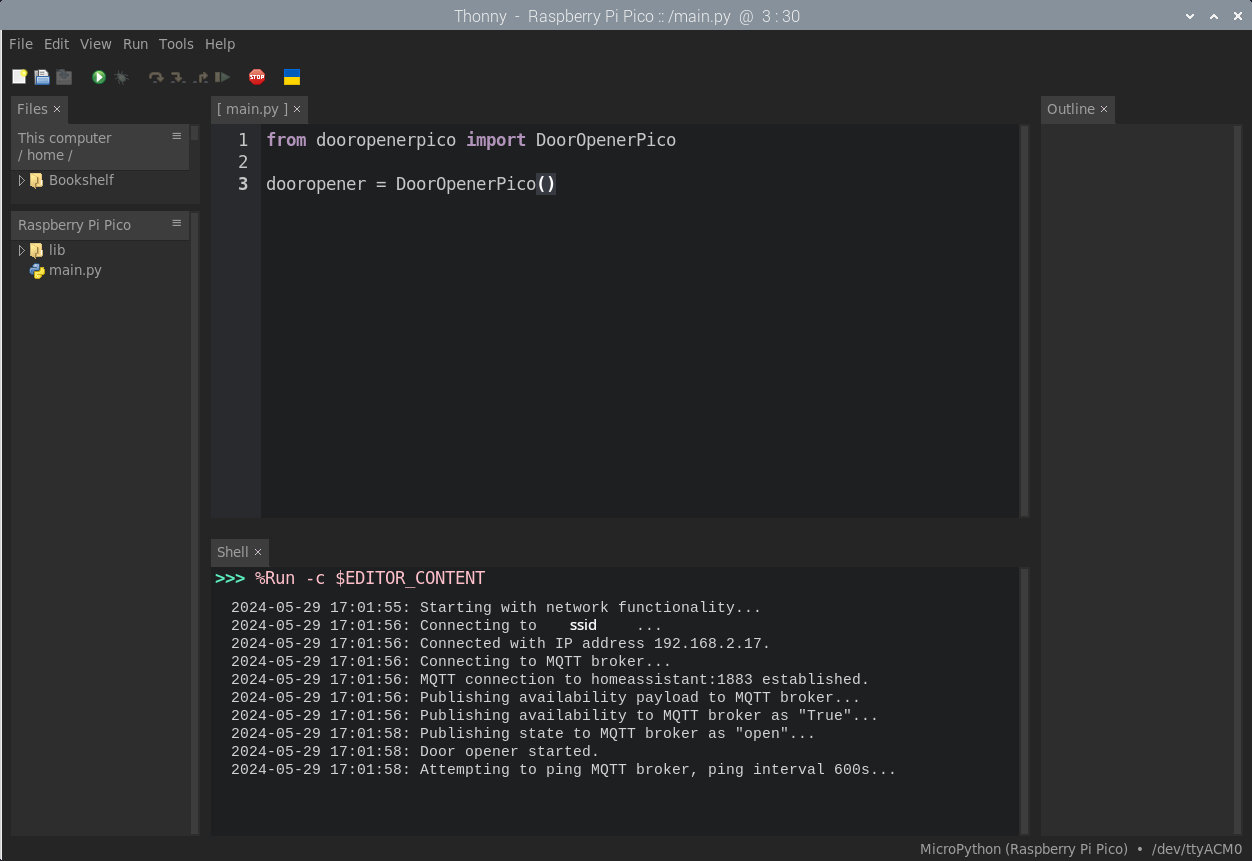 Thonny - Raspberry Pi Pico :: /main.py @ 3 : 30
File Edit View Run Tools Help
STOP
Files ×
This computer
/ home /
Bookshelf
Raspberry Pi Pico
lib
main.py
[ main.py ] ×
1 from dooropenerpico import DoorOpenerPico
2
3 dooropener = DoorOpenerPico()
Shell ×
>>> %Run -c $EDITOR_CONTENT
2024-05-29 17:01:55: Starting with network functionality...
2024-05-29 17:01:56: Connecting to ssid ...
2024-05-29 17:01:56: Connected with IP address 192.168.2.17.
2024-05-29 17:01:56: Connecting to MQTT broker...
2024-05-29 17:01:56: MQTT connection to homeassistant:1883 established.
2024-05-29 17:01:56: Publishing availability payload to MQTT broker...
2024-05-29 17:01:56: Publishing availability to MQTT broker as "True"...
2024-05-29 17:01:58: Publishing state to MQTT broker as "open"...
2024-05-29 17:01:58: Door opener started.
2024-05-29 17:01:58: Attempting to ping MQTT broker, ping interval 600s...
Outline ×
MicroPython (Raspberry Pi Pico) • /dev/ttyACM0